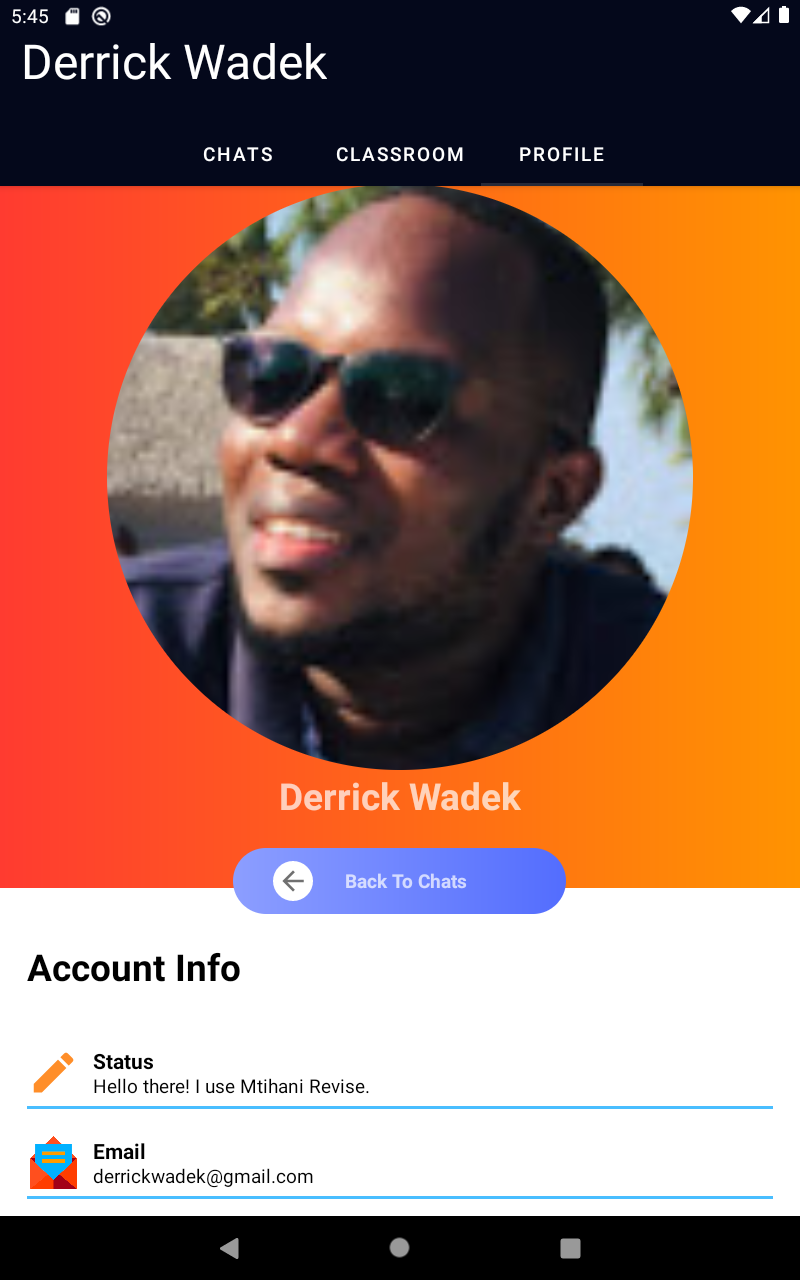 5:45
Derrick Wadek
CHATS CLASSROOM PROFILE
Derrick Wadek
Back To Chats
Account Info
Status
Hello there! I use Mtihani Revise.
Email
derrickwadek@gmail.com